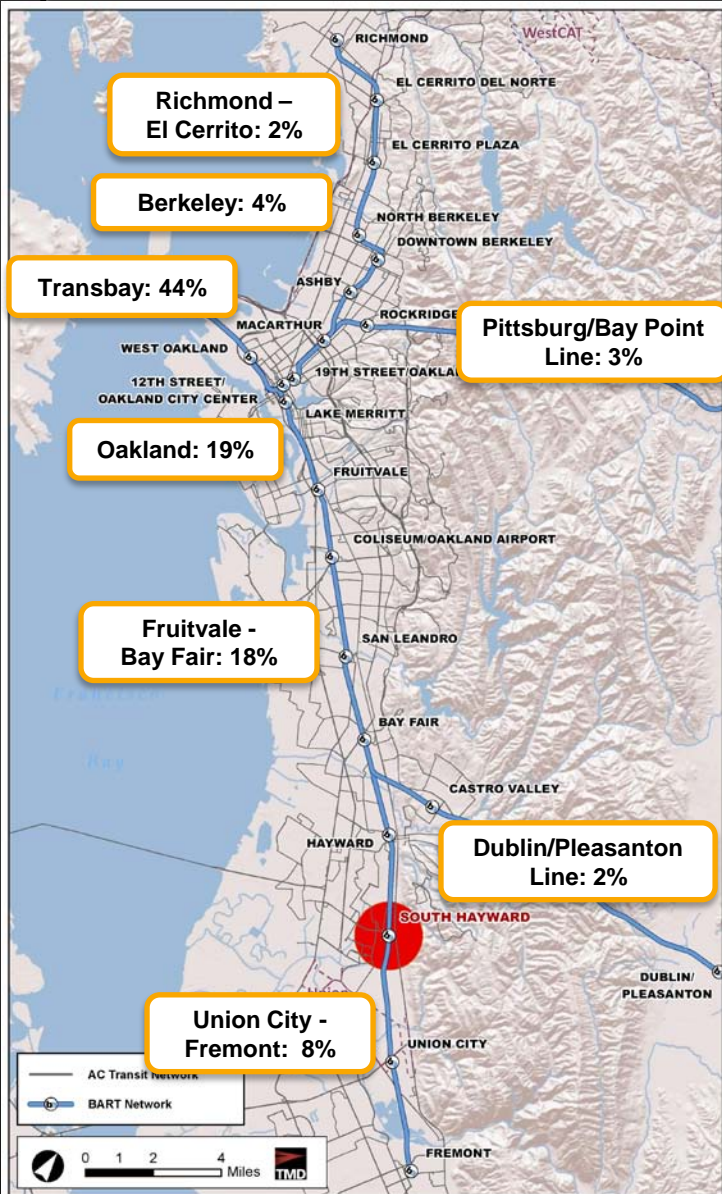 WestCAT
RICHMOND
EL CERRITO DEL NORTE
Richmond –
El Cerrito: 2%
EL CERRITO PLAZA
Berkeley: 4%
NORTH BERKELEY
DOWNTOWN BERKELEY
Transbay: 44%
ASHBY
ROCKRIDGE
MACARTHUR
Pittsburg/Bay Point
Line: 3%
WEST OAKLAND
12TH STREET/
OAKLAND CITY CENTER
19TH STREET/OAKL
LAKE MERRITT
Oakland: 19%
FRUITVALE
COLISEUM/OAKLAND AIRPORT
Fruitvale -
Bay Fair: 18%
SAN LEANDRO
Francisco
Bay
BAY FAIR
CASTRO VALLEY
HAYWARD
Dublin/Pleasanton
Line: 2%
SOUTH HAYWARD
DUBLIN/
PLEASANTON
Union
Union City -
Fremont: 8%
UNION CITY
AC Transit Network
BART Network
FREMONT
0 1 2 4
Miles
TMD